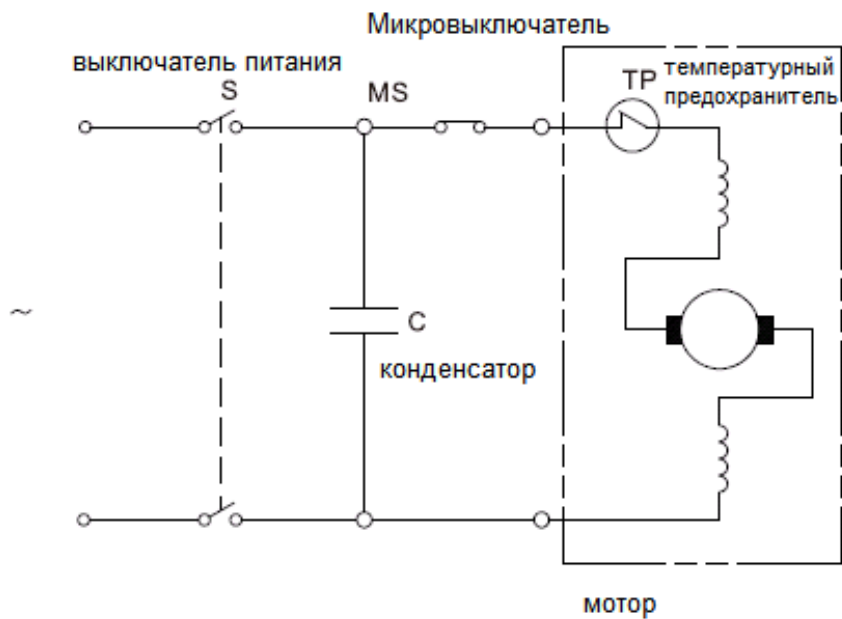 Микровыключатель
выключатель питания
S
MS
TP
температурный
предохранитель
~
C
конденсатор
мотор